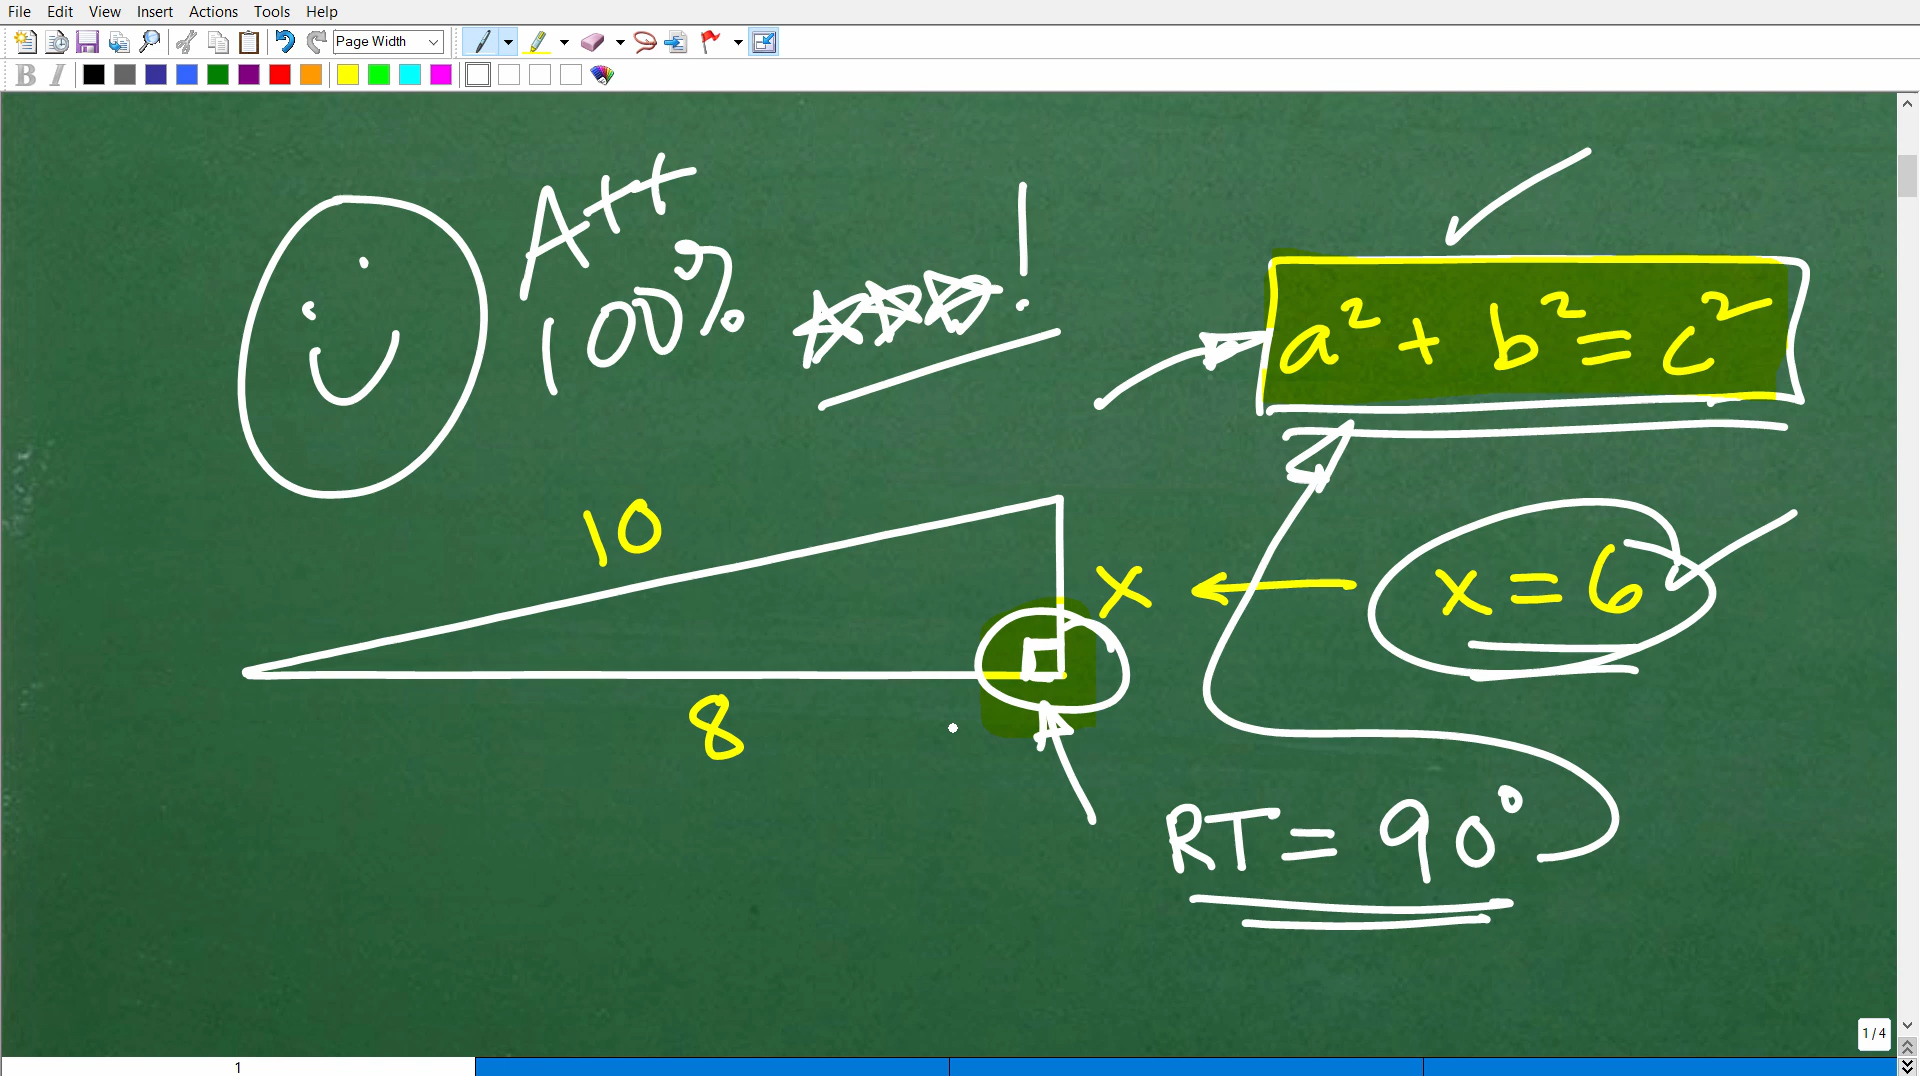 File Edit View Insert Actions Tools Help
Page Width
B I
A++
100% !
a² + b² = c²
10
x ← x = 6
8
RT = 90°
1 / 4
1